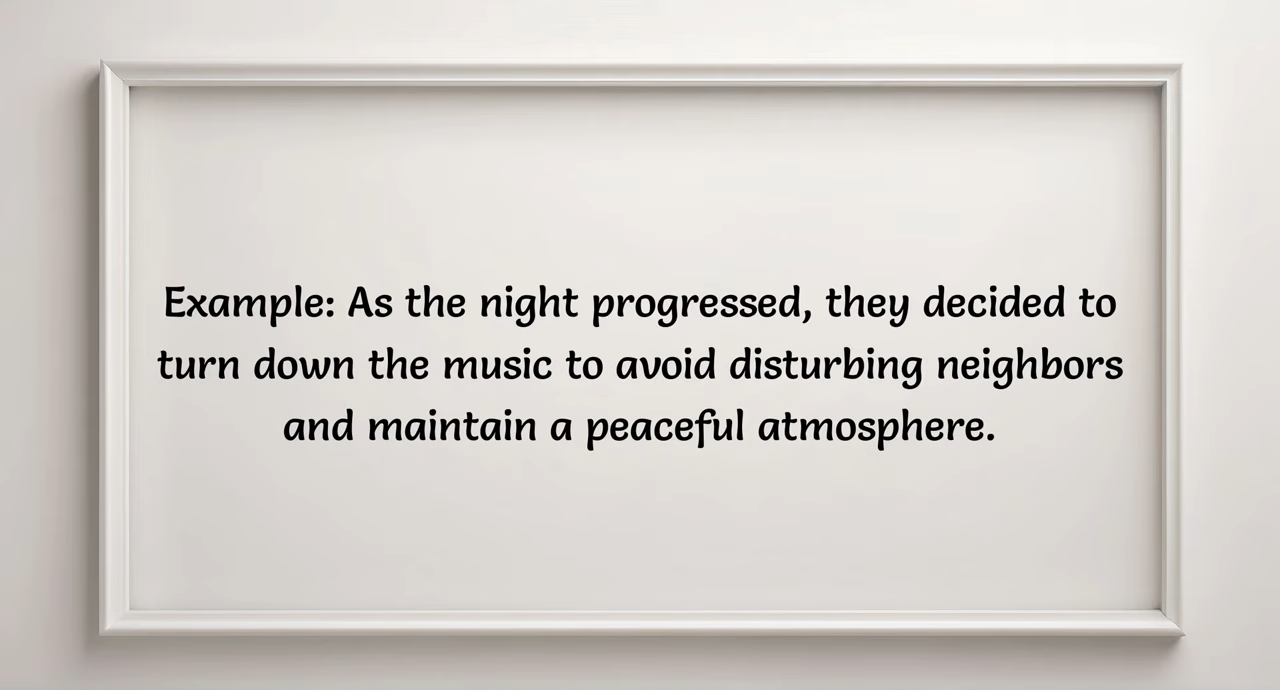 Example: As the night progressed, they decided to
turn down the music to avoid disturbing neighbors
and maintain a peaceful atmosphere.